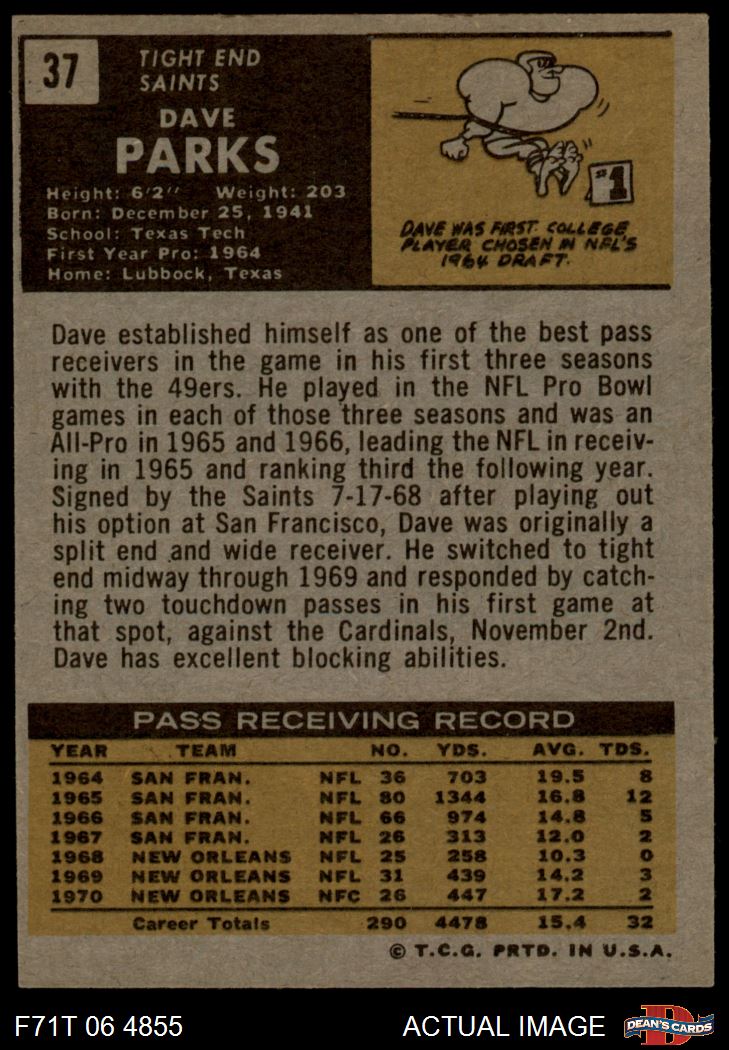 37
TIGHT END
SAINTS
DAVE
PARKS
Height: 6'2" Weight: 203
Born: December 25, 1941
School: Texas Tech
First Year Pro: 1964
Home: Lubbock, Texas
#1
DAVE WAS FIRST COLLEGE
PLAYER CHOSEN IN NFL'S
1964 DRAFT.
Dave established himself as one of the best pass
receivers in the game in his first three seasons
with the 49ers. He played in the NFL Pro Bowl
games in each of those three seasons and was an
All-Pro in 1965 and 1966, leading the NFL in receiv-
ing in 1965 and ranking third the following year.
Signed by the Saints 7-17-68 after playing out
his option at San Francisco, Dave was originally a
split end and wide receiver. He switched to tight
end midway through 1969 and responded by catch-
ing two touchdown passes in his first game at
that spot, against the Cardinals, November 2nd.
Dave has excellent blocking abilities.
PASS RECEIVING RECORD
YEAR TEAM NO. YDS. AVG. TDS.
1964 SAN FRAN. NFL 36 703 19.5 8
1965 SAN FRAN. NFL 80 1344 16.8 12
1966 SAN FRAN. NFL 66 974 14.8 5
1967 SAN FRAN. NFL 26 313 12.0 2
1968 NEW ORLEANS NFL 25 258 10.3 0
1969 NEW ORLEANS NFL 31 439 14.2 3
1970 NEW ORLEANS NFC 26 447 17.2 2
Career Totals 290 4478 15.4 32
© T.C.G. PRTD. IN U.S.A.
F71T 06 4855 ACTUAL IMAGE
D
DEAN'S CARDS